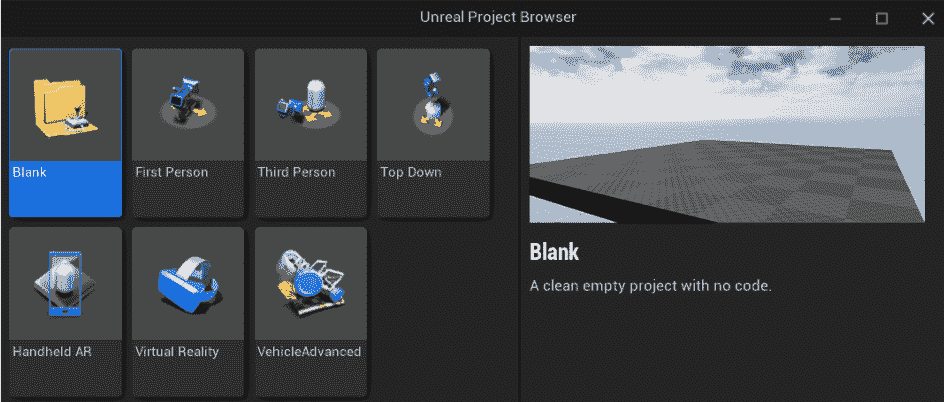 Unreal Project Browser
Blank
First Person
Third Person
Top Down
Handheld AR
Virtual Reality
VehicleAdvanced
Blank
A clean empty project with no code.